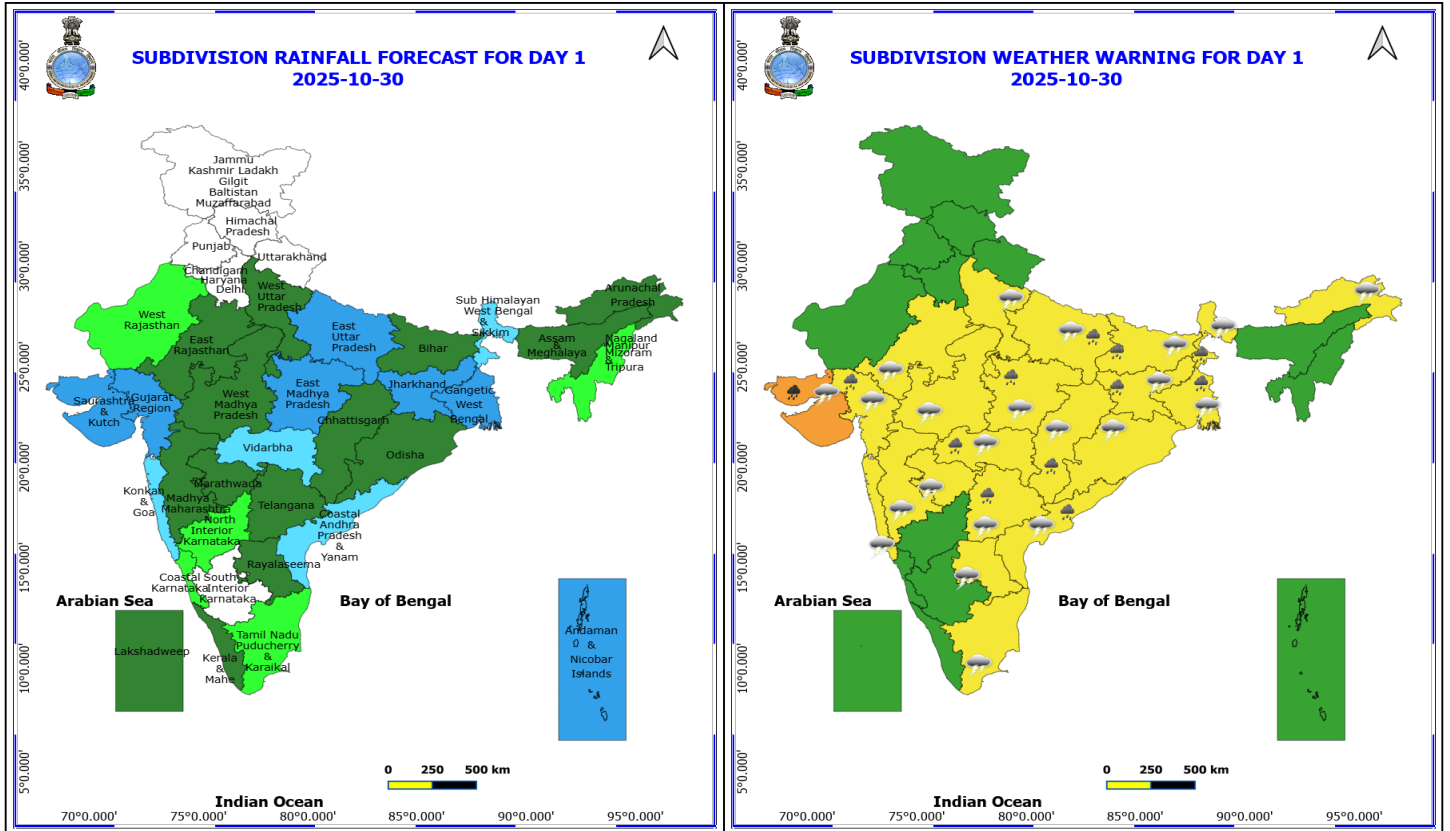 SUBDIVISION RAINFALL FORECAST FOR DAY 1
2025-10-30
40°0.000'
35°0.000'
30°0.000'
25°0.000'
20°0.000'
15°0.000'
10°0.000'
5°0.000'
Jammu
Kashmir Ladakh
Gilgit
Baltistan
Muzaffarabad
Himachal
Pradesh
Punjab
Uttarakhand
Chandigarh
Haryana
Delhi
West
Uttar
Pradesh
West
Rajasthan
East
Rajasthan
East
Uttar
Pradesh
Bihar
Sub Himalayan
West Bengal
&
Sikkim
Arunachal
Pradesh
Assam
&
Meghalaya
Nagaland
Manipur
Mizoram
&
Tripura
Saurashtra
&
Kutch
Gujarat
Region
West
Madhya
Pradesh
East
Madhya
Pradesh
Jharkhand
Gangetic
West
Bengal
Chhattisgarh
Vidarbha
Odisha
Konkan
&
Goa
Madhya
Maharashtra
Marathwada
Telangana
North
Interior
Karnataka
Coastal
Andhra
Pradesh
&
Yanam
Rayalaseema
Coastal
Karnataka
South
Interior
Karnataka
Arabian Sea
Bay of Bengal
Lakshadweep
Kerala
&
Mahe
Tamil Nadu
Puducherry
&
Karaikal
Andaman
&
Nicobar
Islands
0 250 500 km
Indian Ocean
70°0.000' 75°0.000' 80°0.000' 85°0.000' 90°0.000' 95°0.000'
SUBDIVISION WEATHER WARNING FOR DAY 1
2025-10-30
40°0.000'
35°0.000'
30°0.000'
25°0.000'
20°0.000'
15°0.000'
10°0.000'
5°0.000'
Arabian Sea
Bay of Bengal
0 250 500 km
Indian Ocean
70°0.000' 75°0.000' 80°0.000' 85°0.000' 90°0.000' 95°0.000'